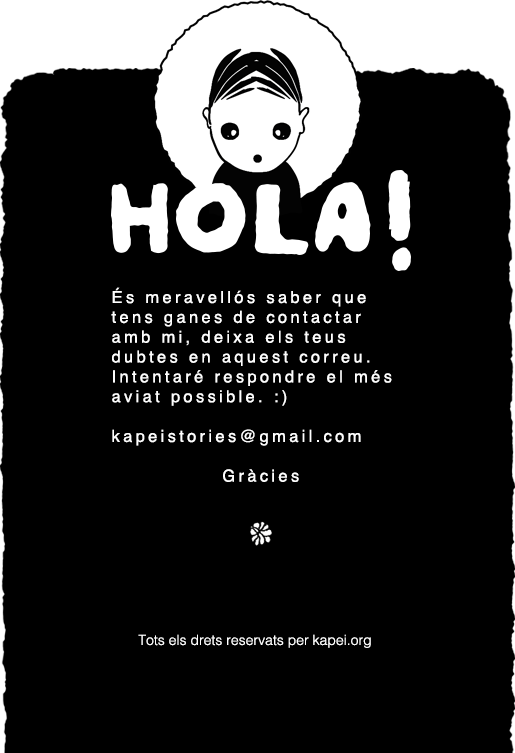 HOLA!
És meravellós saber que
tens ganes de contactar
amb mi, deixa els teus
dubtes en aquest correu.
Intentaré respondre el més
aviat possible. :)
kapeistories@gmail.com
Gràcies
Tots els drets reservats per kapei.org